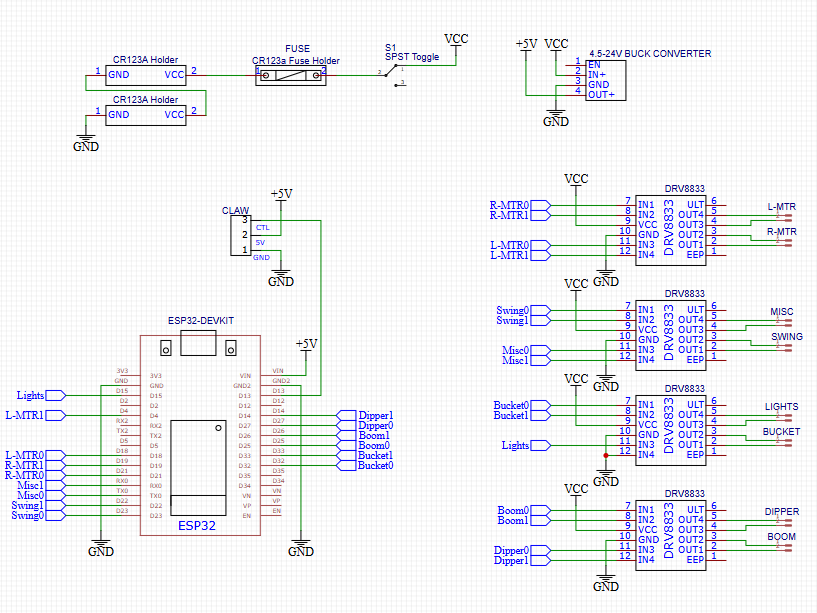 CR123A Holder
1 GND VCC 2
CR123A Holder
1 GND VCC 2
GND
FUSE
CR123a Fuse Holder
1 2
S1
SPST Toggle
2 1
3
VCC
+5V VCC
4.5-24V BUCK CONVERTER
1 EN
2 IN+
3 GND
4 OUT+
GND
+5V
CLAW
3
CTL
2
5V
1
GND
GND
VCC
DRV8833
R-MTR0 7 IN1 ULT 6
R-MTR1 8 IN2 OUT4 5
9 VCC OUT3 4
10 GND OUT2 3
L-MTR0 11 IN3 OUT1 2
L-MTR1 12 IN4 EEP 1
DRV8833
L-MTR
R-MTR
GND
VCC
DRV8833
Swing0 7 IN1 ULT 6
Swing1 8 IN2 OUT4 5
9 VCC OUT3 4
10 GND OUT2 3
Misc0 11 IN3 OUT1 2
Misc1 12 IN4 EEP 1
DRV8833
MISC
SWING
GND
VCC
DRV8833
Bucket0 7 IN1 ULT 6
Bucket1 8 IN2 OUT4 5
9 VCC OUT3 4
10 GND OUT2 3
Lights 11 IN3 OUT1 2
12 IN4 EEP 1
DRV8833
LIGHTS
BUCKET
GND
VCC
DRV8833
Boom0 7 IN1 ULT 6
Boom1 8 IN2 OUT4 5
9 VCC OUT3 4
10 GND OUT2 3
Dipper0 11 IN3 OUT1 2
Dipper1 12 IN4 EEP 1
DRV8833
DIPPER
BOOM
GND
ESP32-DEVKIT
+5V
3V3 3V3 VIN VIN
GND GND GND2 GND2
Lights D15 D15 D13 D13
D2 D2 D12 D12
L-MTR1 D4 D4 D14 D14 Dipper1
RX2 RX2 D27 D27 Dipper0
TX2 TX2 D26 D26 Boom1
D5 D5 D25 D25 Boom0
L-MTR0 D18 D18 D33 D33 Bucket1
R-MTR1 D19 D19 D32 D32 Bucket0
R-MTR0 D21 D21 D35 D35
Misc1 RX0 RX0 D34 D34
Misc0 TX0 TX0 VN VN
Swing1 D22 D22 VP VP
Swing0 D23 D23 EN EN
ESP32
GND
GND